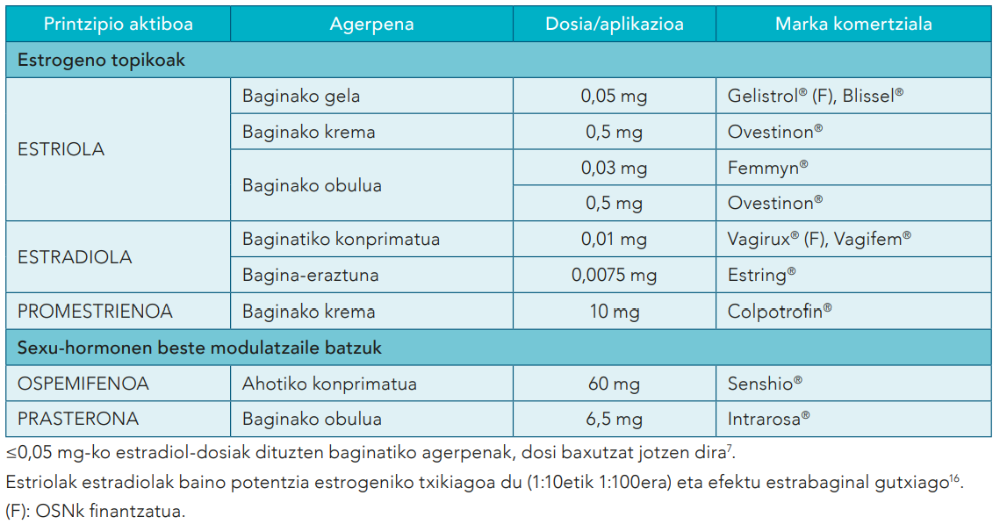 Printzipio aktiboa Agerpena Dosia/aplikazioa Marka komertziala
Estrogeno topikoak
ESTRIOLA Baginako gela 0,05 mg Gelistrol® (F), Blissel®
Baginako krema 0,5 mg Ovestinon®
Baginako obulua 0,03 mg Femmyn®
0,5 mg Ovestinon®
ESTRADIOLA Baginatiko konprimatua 0,01 mg Vagirux® (F), Vagifem®
Bagina-eraztuna 0,0075 mg Estring®
PROMESTRIENOA Baginako krema 10 mg Colpotrofin®
Sexu-hormonen beste modulatzaile batzuk
OSPEMIFENOA Ahotiko konprimatua 60 mg Senshio®
PRASTERONA Baginako obulua 6,5 mg Intrarosa®
≤0,05 mg-ko estradiol-dosiak dituzten baginatiko agerpenak, dosi baxutzat jotzen dira⁷.
Estriolak estradiolak baino potentzia estrogeniko txikiagoa du (1:10etik 1:100era) eta efektu estrabaginal gutxiago¹⁶.
(F): OSNk finantzatua.